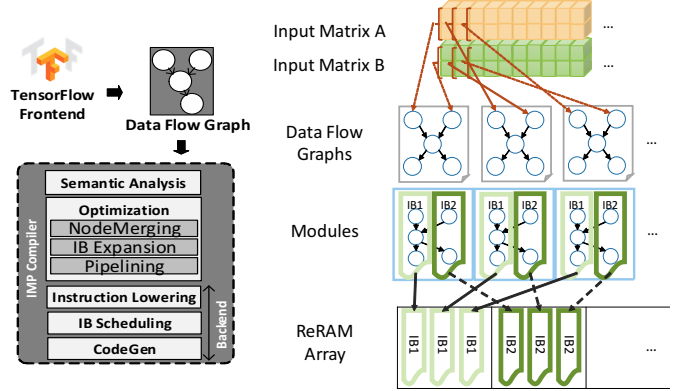 TensorFlow
Frontend
Data Flow Graph
IMP Compiler
Semantic Analysis
Optimization
NodeMerging
IB Expansion
Pipelining
Instruction Lowering
IB Scheduling
CodeGen
Backend
Input Matrix A
...
Input Matrix B
...
Data Flow
Graphs
...
Modules
IB1 IB2 IB1 IB2 IB1 IB2
...
ReRAM
Array
IB1 IB1 IB1 IB2 IB2 IB2
...